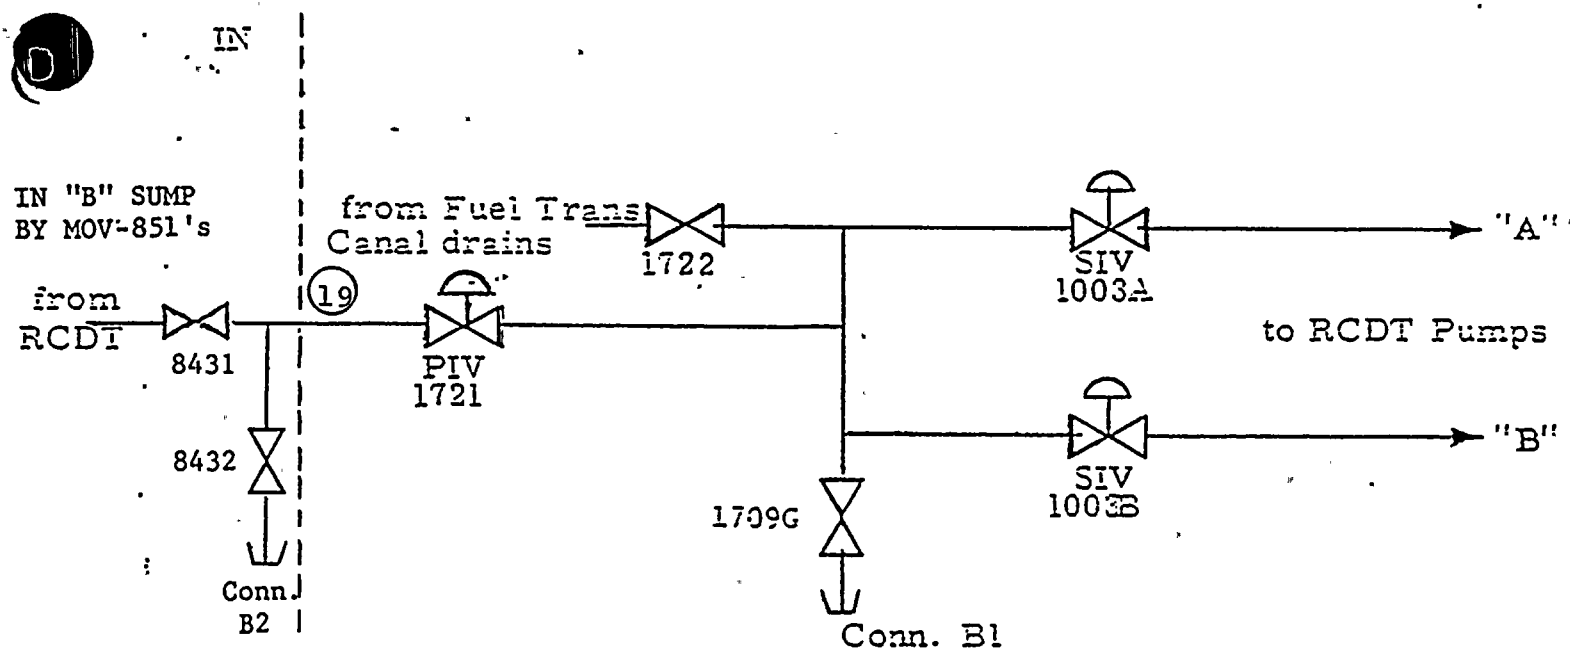 IN
IN "B" SUMP
BY MOV-851's
from Fuel Trans
Canal drains
1722
SIV
1003A
"A"
from
RCDT
8431
19
PIV
1721
to RCDT Pumps
8432
1709G
SIV
1003B
"B"
Conn.
B2
Conn. B1